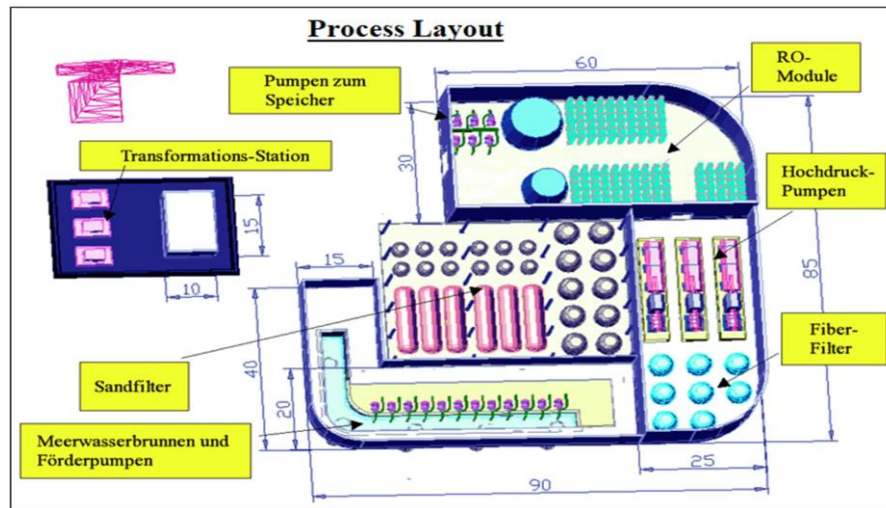 Process Layout
Pumpen zum
Speicher
60
RO-
Module
Transformations-Station
30
Hochdruck-
Pumpen
15
15
10
85
40
20
Fiber-
Filter
Sandfilter
Meerwasserbrunnen und
Förderpumpen
25
90